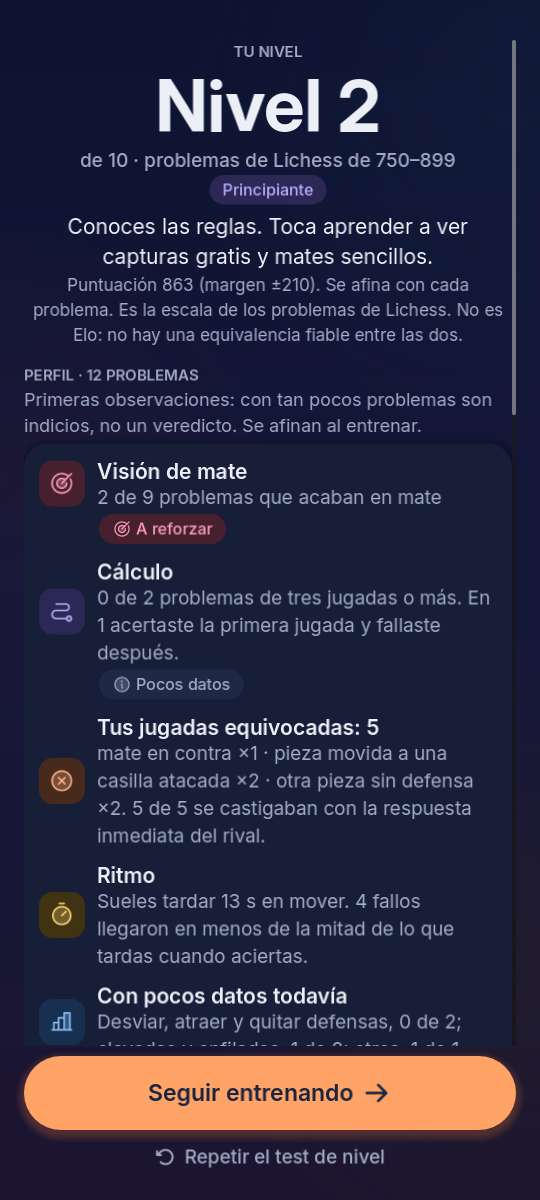 TU NIVEL
Nivel 2
de 10 · problemas de Lichess de 750–899
Principiante
Conoces las reglas. Toca aprender a ver
capturas gratis y mates sencillos.
Puntuación 863 (margen ±210). Se afina con cada
problema. Es la escala de los problemas de Lichess. No es
Elo: no hay una equivalencia fiable entre las dos.
PERFIL · 12 PROBLEMAS
Primeras observaciones: con tan pocos problemas son
indicios, no un veredicto. Se afinan al entrenar.
Visión de mate
2 de 9 problemas que acaban en mate
A reforzar
Cálculo
0 de 2 problemas de tres jugadas o más. En
1 acertaste la primera jugada y fallaste
después.
Pocos datos
Tus jugadas equivocadas: 5
mate en contra ×1 · pieza movida a una
casilla atacada ×2 · otra pieza sin defensa
×2. 5 de 5 se castigaban con la respuesta
inmediata del rival.
Ritmo
Sueles tardar 13 s en mover. 4 fallos
llegaron en menos de la mitad de lo que
tardas cuando aciertas.
Con pocos datos todavía
Desviar, atraer y quitar defensas, 0 de 2;
Seguir entrenando
Repetir el test de nivel